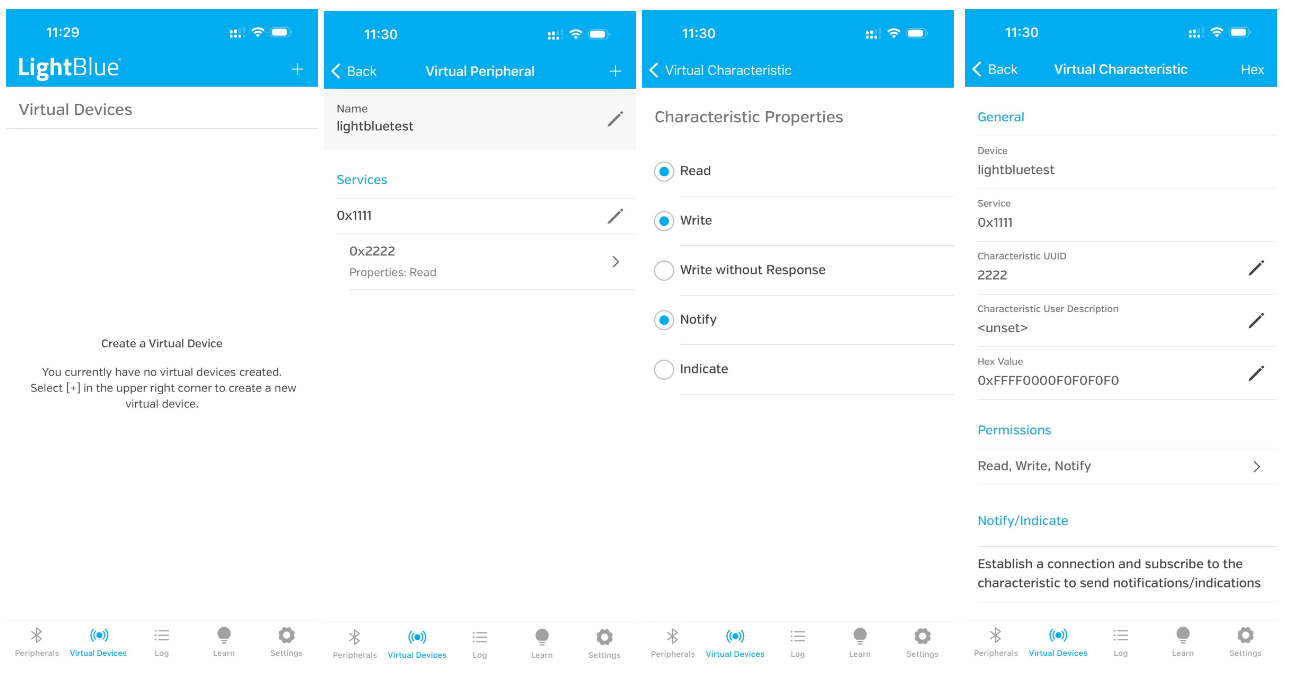 11:29
LightBlue
Virtual Devices
Create a Virtual Device
You currently have no virtual devices created.
Select [+] in the upper right corner to create a new
virtual device.
Peripherals Virtual Devices Log Learn Settings
11:30
Back Virtual Peripheral +
Name
lightbluetest
Services
0x1111
0x2222
Properties: Read
Peripherals Virtual Devices Log Learn Settings
11:30
Virtual Characteristic
Characteristic Properties
Read
Write
Write without Response
Notify
Indicate
Peripherals Virtual Devices Log Learn Settings
11:30
Back Virtual Characteristic Hex
General
Device
lightbluetest
Service
0x1111
Characteristic UUID
2222
Characteristic User Description
<unset>
Hex Value
0xFFFF0000F0F0F0F0
Permissions
Read, Write, Notify
Notify/Indicate
Establish a connection and subscribe to the
characteristic to send notifications/indications
Peripherals Virtual Devices Log Learn Settings